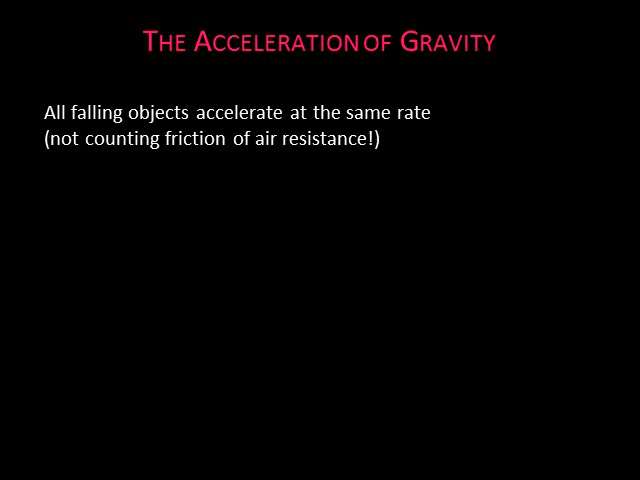 THE ACCELERATION OF GRAVITY
All falling objects accelerate at the same rate
(not counting friction of air resistance!)